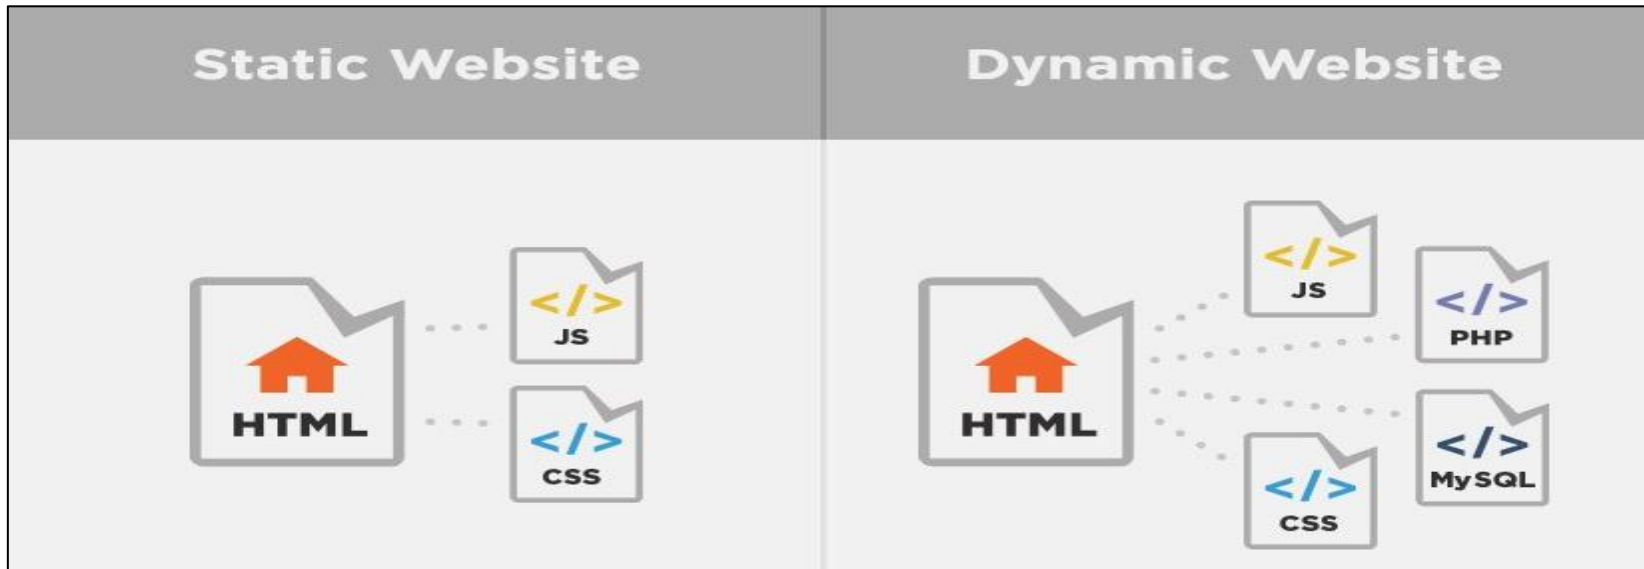 Static Website
Dynamic Website
</>
JS
HTML
</>
CSS
</>
JS
</>
PHP
HTML
</>
MySQL
</>
CSS